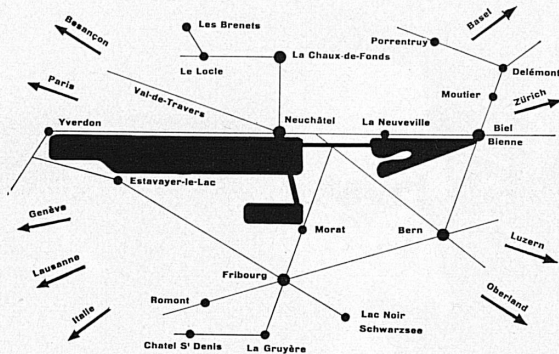 Besançon
Les Brenets
Basel
Porrentruy
La Chaux-de-Fonds
Le Locle
Delémont
Paris
Moutier
Zürich
Val-de-Travers
Yverdon
Neuchâtel
La Neuveville
Biel
Bienne
Estavayer-le-Lac
Genève
Morat
Bern
Luzern
Lausanne
Fribourg
Oberland
Romont
Italie
Lac Noir
Schwarzsee
Chatel St Denis
La Gruyère